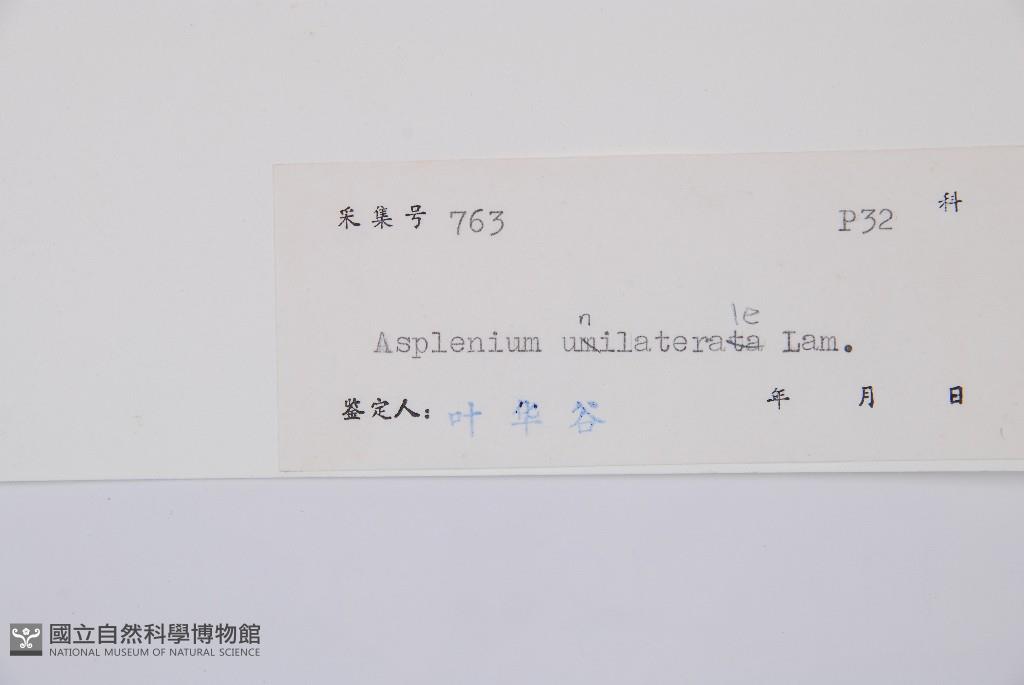 采集号 763 P32 科
n le
Asplenium umilaterata Lam.
鉴定人: 叶华谷 年 月 日
國立自然科學博物館
NATIONAL MUSEUM OF NATURAL SCIENCE